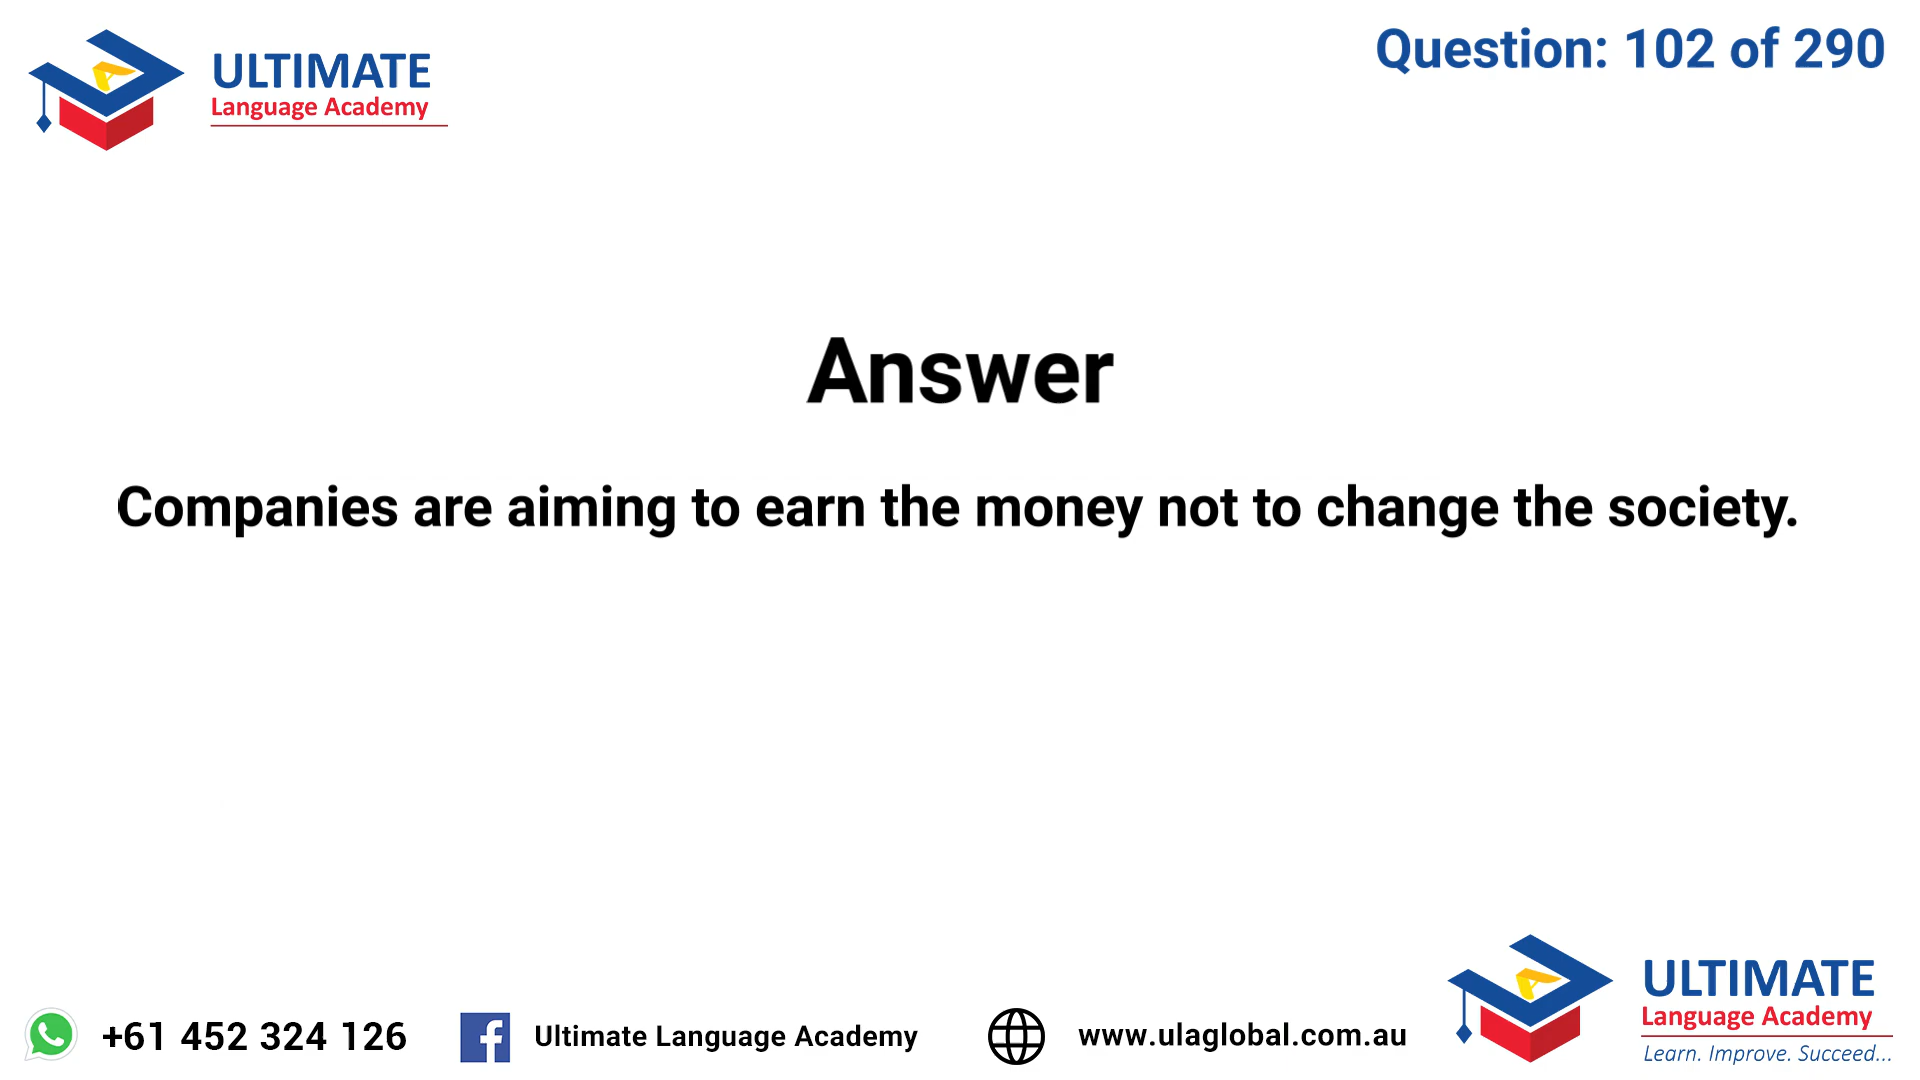 ULTIMATE
Language Academy
Question: 102 of 290
Answer
Companies are aiming to earn the money not to change the society.
+61 452 324 126
Ultimate Language Academy
www.ulaglobal.com.au
ULTIMATE
Language Academy
Learn. Improve. Succeed...